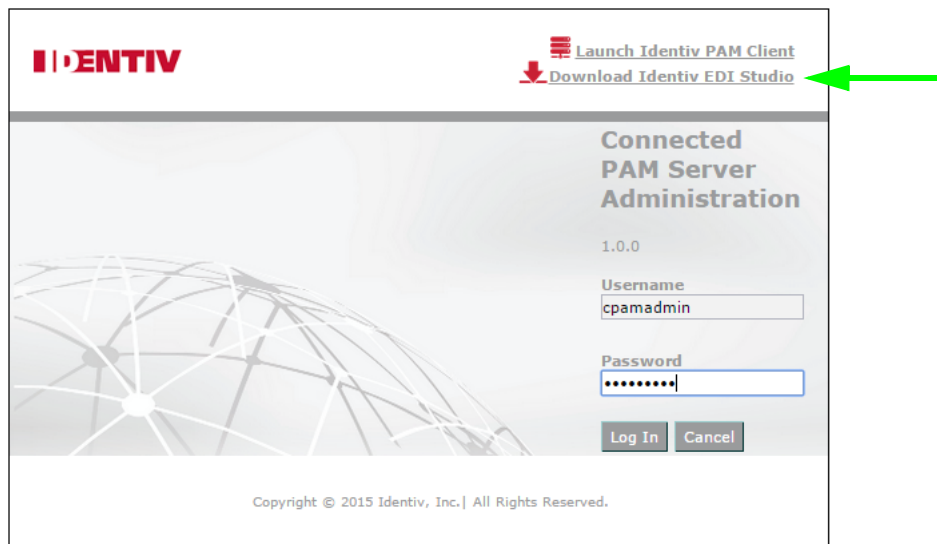 IDENTIV
Launch Identiv PAM Client
Download Identiv EDI Studio
Connected
PAM Server
Administration
1.0.0
Username
cpamadmin
Password
•••••••••
Log In
Cancel
Copyright © 2015 Identiv, Inc.| All Rights Reserved.